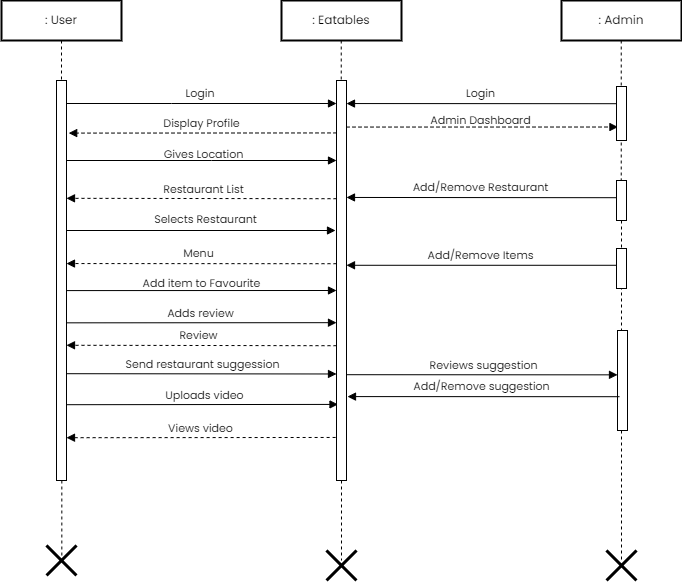 : User
: Eatables
: Admin
Login
Login
Display Profile
Admin Dashboard
Gives Location
Restaurant List
Add/Remove Restaurant
Selects Restaurant
Menu
Add/Remove Items
Add item to Favourite
Adds review
Review
Send restaurant suggession
Reviews suggestion
Add/Remove suggestion
Uploads video
Views video